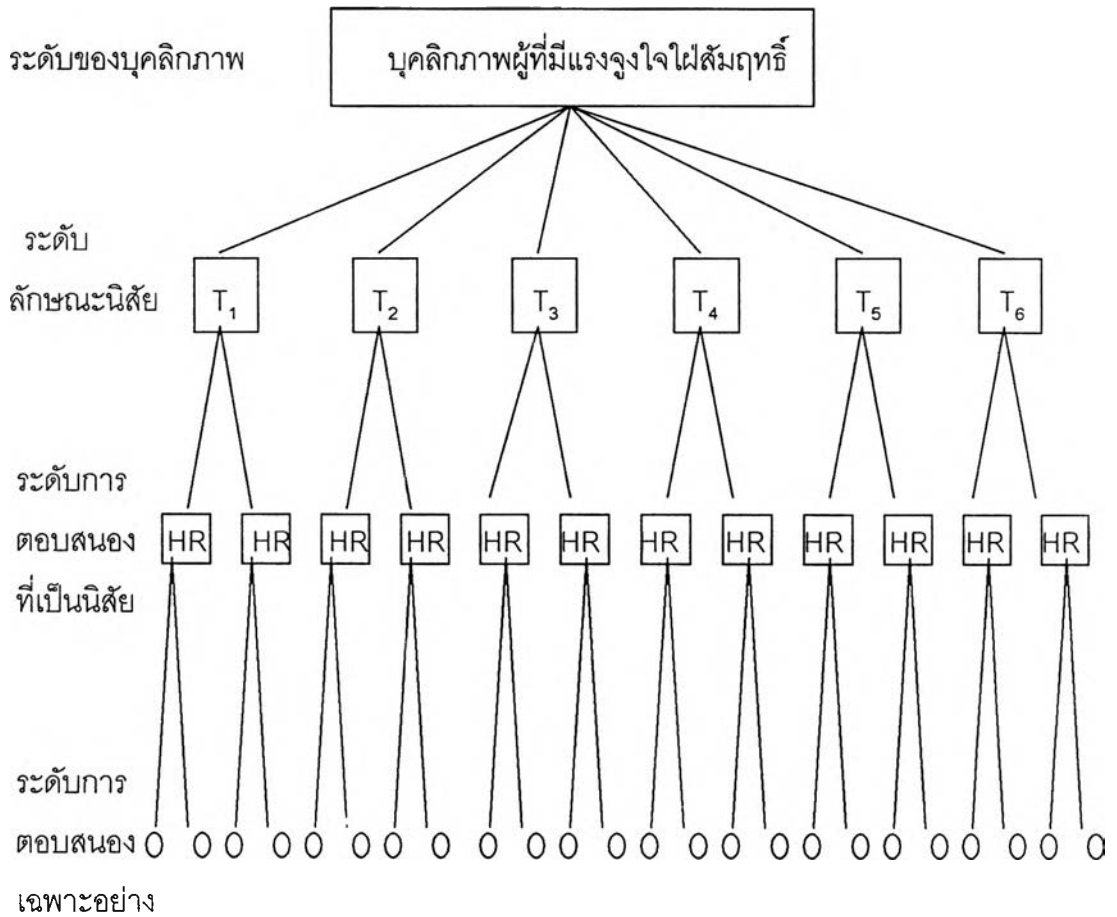 ระดับของบุคลิกภาพ บุคลิกภาพผู้ที่มีแรงจูงใจใฝ่สัมฤทธิ์
ระดับ
ลักษณะนิสัย T1 T2 T3 T4 T5 T6
ระดับการ
ตอบสนอง HR HR HR HR HR HR HR HR HR HR HR HR
ที่เป็นนิสัย
ระดับการ
ตอบสนอง O O O O O O O O O O O O O O O O O O O O O O O O
เฉพาะอย่าง